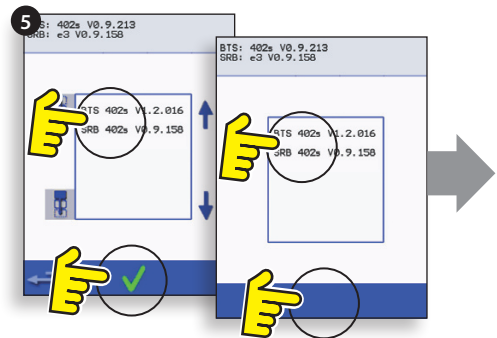 5
BTS: 402s V0.9.213
SRB: e3 V0.9.158
BTS 402s V1.2.016
SRB 402s V0.9.158
BTS: 402s V0.9.213
SRB: e3 V0.9.158
BTS 402s V1.2.016
SRB 402s V0.9.158